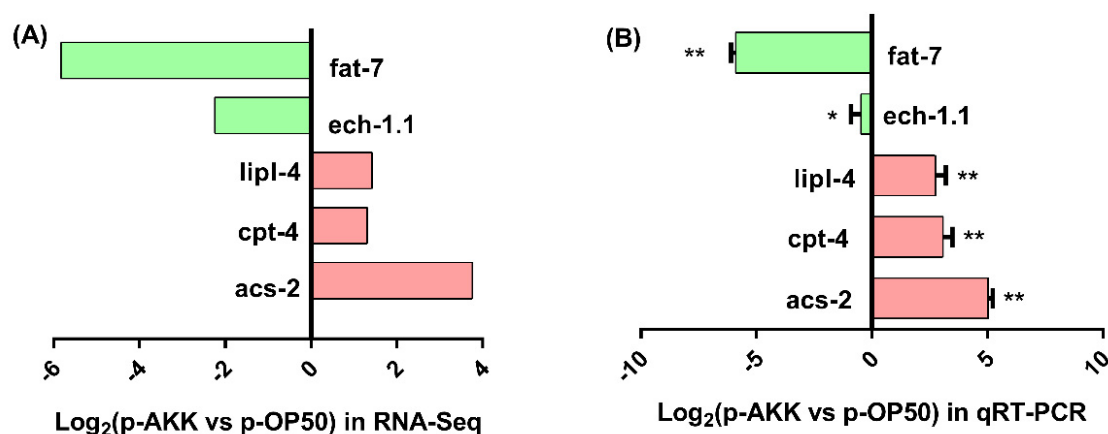 (A)
fat-7
ech-1.1
lipl-4
cpt-4
acs-2
-6 -4 -2 0 2 4
Log2(p-AKK vs p-OP50) in RNA-Seq
(B)
** fat-7
* ech-1.1
lipl-4 **
cpt-4 **
acs-2 **
-10 -5 0 5 10
Log2(p-AKK vs p-OP50) in qRT-PCR